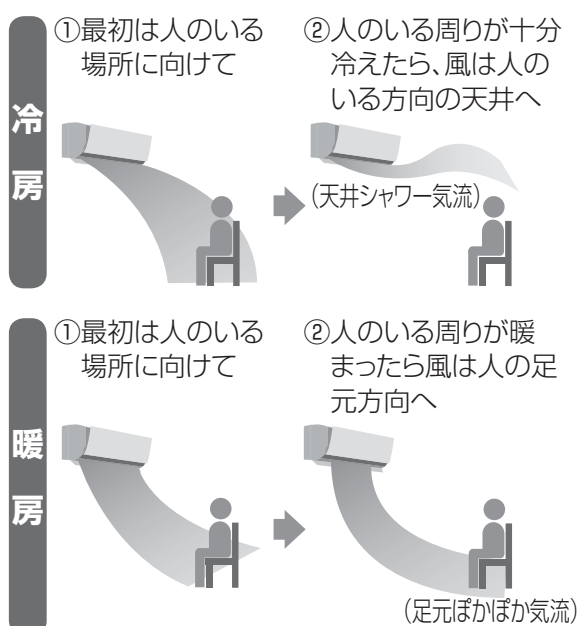 冷房
①最初は人のいる
場所に向けて
②人のいる周りが十分
冷えたら、風は人の
いる方向の天井へ
(天井シャワー気流)
暖房
①最初は人のいる
場所に向けて
②人のいる周りが暖
まったら風は人の足
元方向へ
(足元ぽかぽか気流)